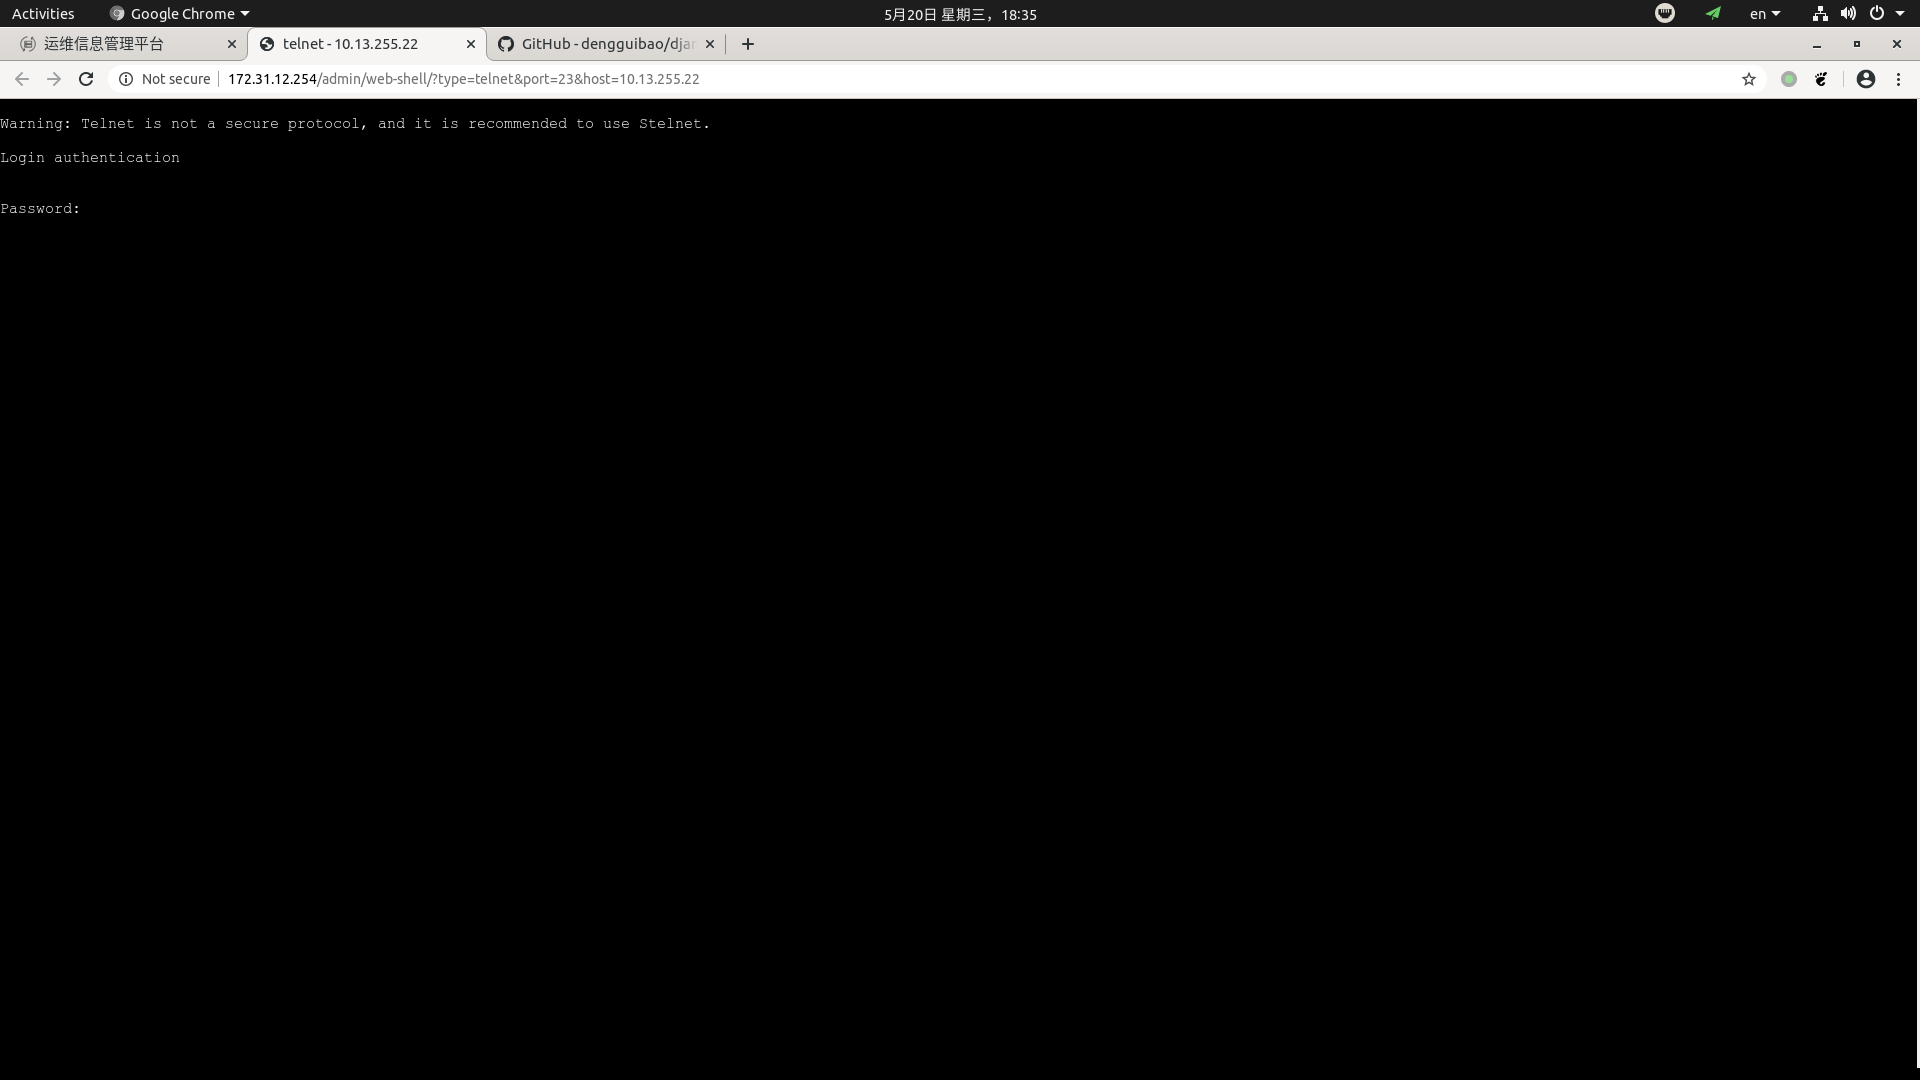 Activities
Google Chrome
5月20日 星期三, 18:35
en
运维信息管理平台
telnet - 10.13.255.22
GitHub - dengguibao/djan
Not secure
172.31.12.254/admin/web-shell/?type=telnet&port=23&host=10.13.255.22
Warning: Telnet is not a secure protocol, and it is recommended to use Stelnet.
Login authentication
Password: